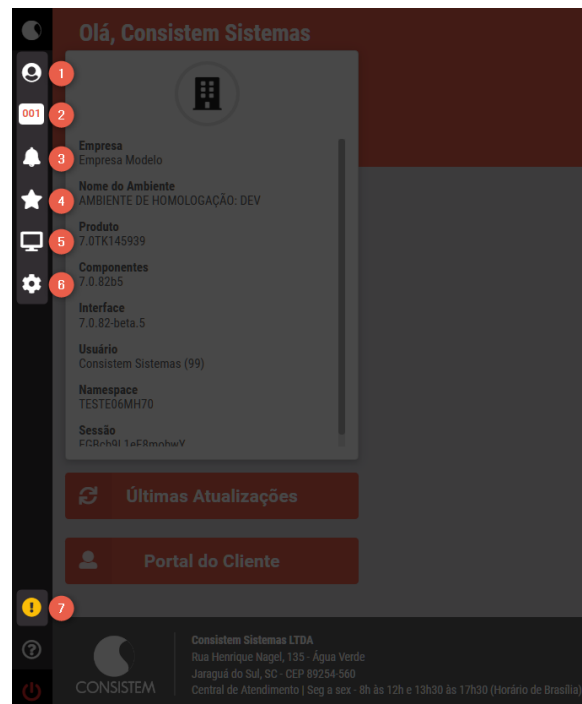 Olá, Consistem Sistemas
1
001
2
3
4
5
6
Empresa
Empresa Modelo
Nome do Ambiente
AMBIENTE DE HOMOLOGAÇÃO: DEV
Produto
7.0TK145939
Componentes
7.0.82b5
Interface
7.0.82-beta.5
Usuário
Consistem Sistemas (99)
Namespace
TESTE06MH70
Sessão
Últimas Atualizações
Portal do Cliente
!
7
?
CONSISTEM
Consistem Sistemas LTDA
Rua Henrique Nagel, 135 - Água Verde
Jaraguá do Sul, SC - CEP 89254-560
Central de Atendimento | Seg a sex - 8h às 12h e 13h30 às 17h30 (Horário de Brasília)